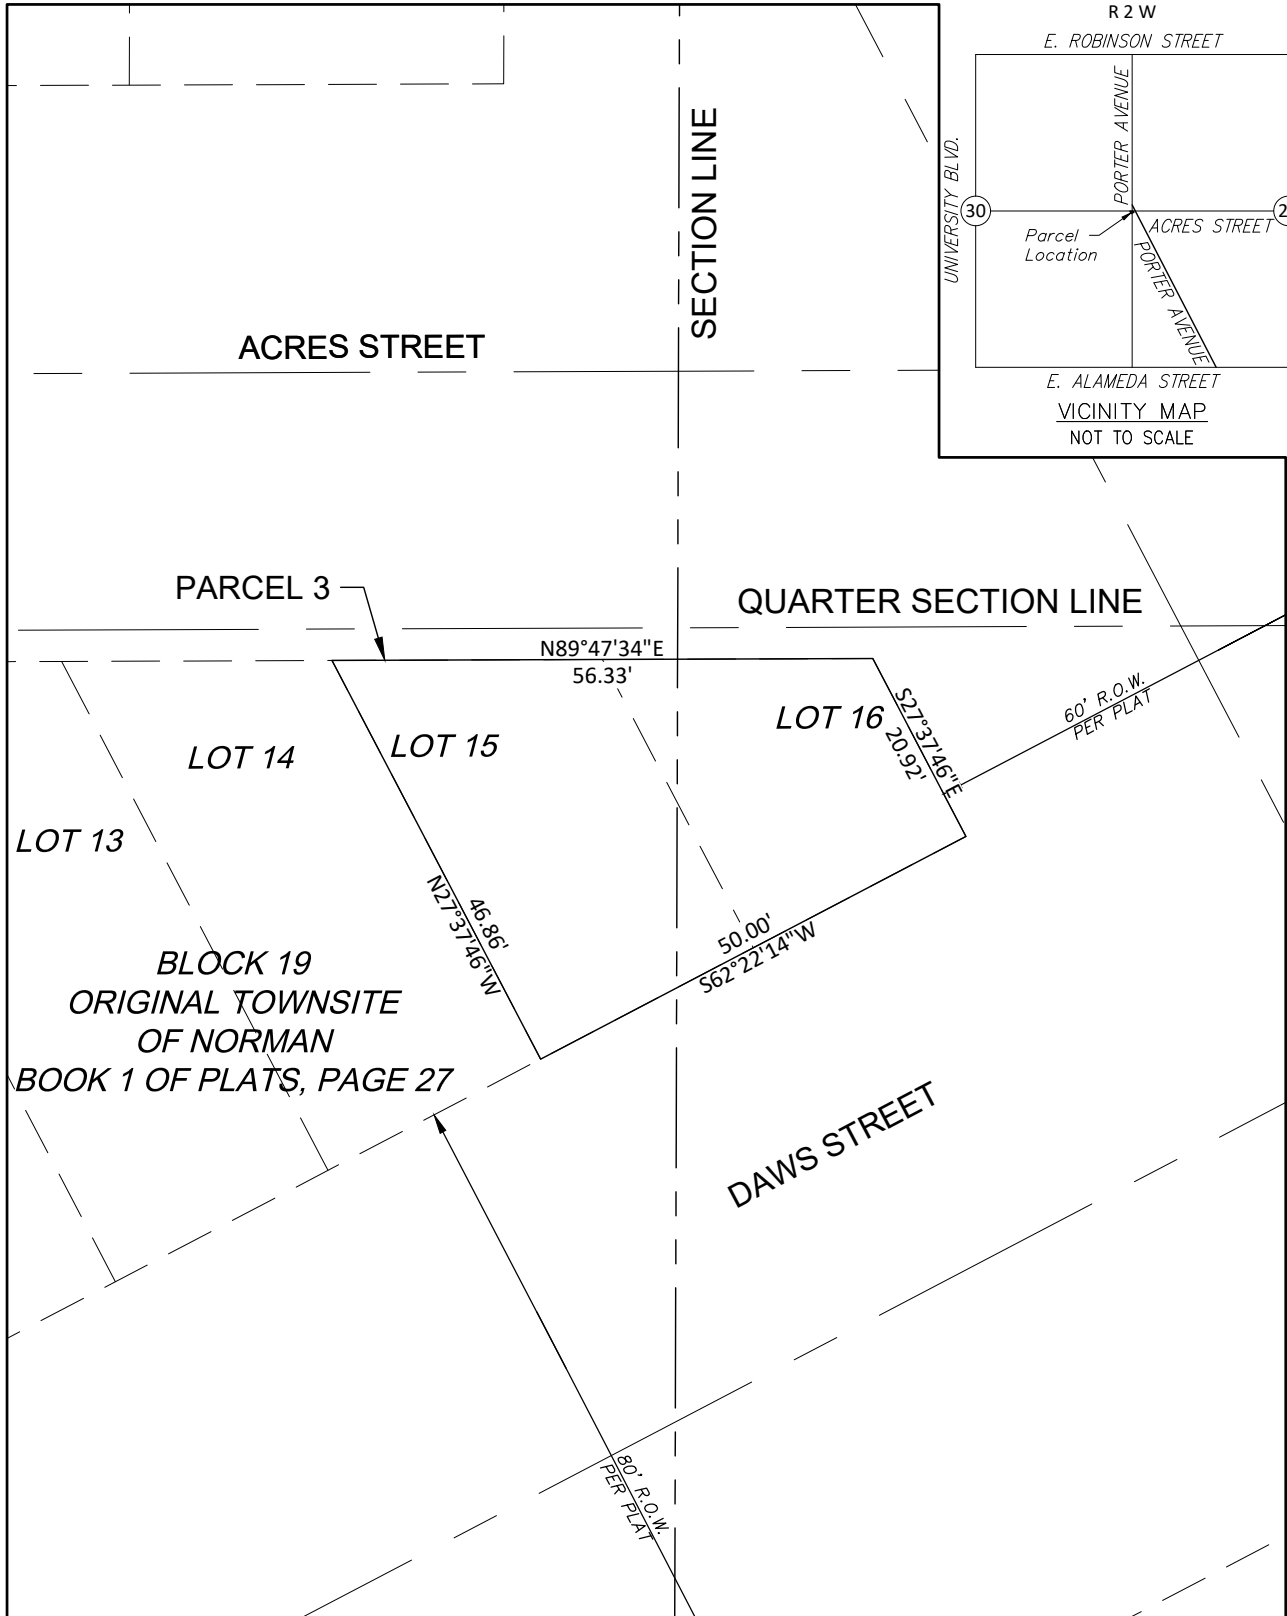 R 2 W
E. ROBINSON STREET
PORTER AVENUE
UNIVERSITY BLVD.
30
2
ACRES STREET
Parcel
Location
PORTER AVENUE
E. ALAMEDA STREET
VICINITY MAP
NOT TO SCALE
SECTION LINE
ACRES STREET
PARCEL 3
QUARTER SECTION LINE
N89°47'34"E
56.33'
60' R.O.W.
PER PLAT
LOT 16
S27°37'46"E
20.92'
LOT 15
LOT 14
LOT 13
46.86'
N27°37'46"W
50.00'
S62°22'14"W
BLOCK 19
ORIGINAL TOWNSITE
OF NORMAN
BOOK 1 OF PLATS, PAGE 27
DAWS STREET
80' R.O.W.
PER PLAT